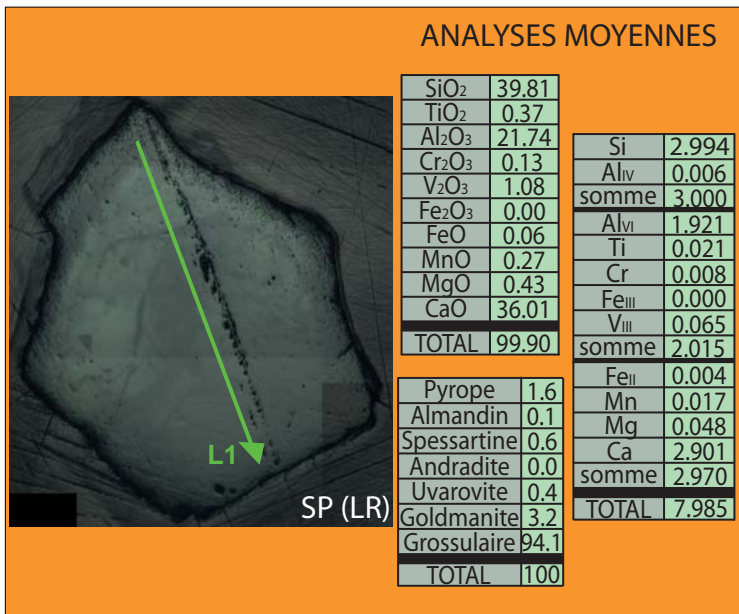 ANALYSES MOYENNES
SiO2 39.81
TiO2 0.37
Al2O3 21.74
Cr2O3 0.13
V2O3 1.08
Fe2O3 0.00
FeO 0.06
MnO 0.27
MgO 0.43
CaO 36.01
TOTAL 99.90
Pyrope 1.6
Almandin 0.1
Spessartine 0.6
Andradite 0.0
Uvarovite 0.4
Goldmanite 3.2
Grossulaire 94.1
TOTAL 100
Si 2.994
AlIV 0.006
somme 3.000
AlVI 1.921
Ti 0.021
Cr 0.008
FeIII 0.000
VIII 0.065
somme 2.015
FeII 0.004
Mn 0.017
Mg 0.048
Ca 2.901
somme 2.970
TOTAL 7.985
L1
SP (LR)